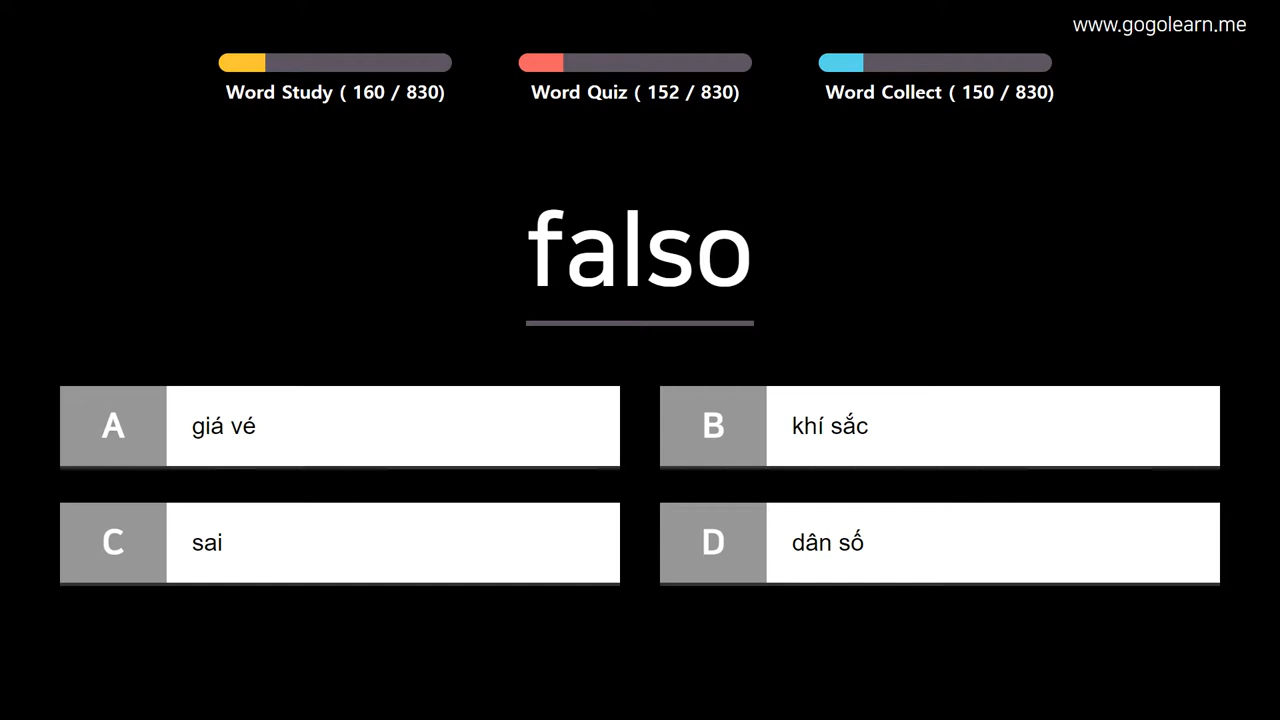 www.gogolearn.me
Word Study ( 160 / 830)
Word Quiz ( 152 / 830)
Word Collect ( 150 / 830)
falso
A giá vé
B khí sắc
C sai
D dân số